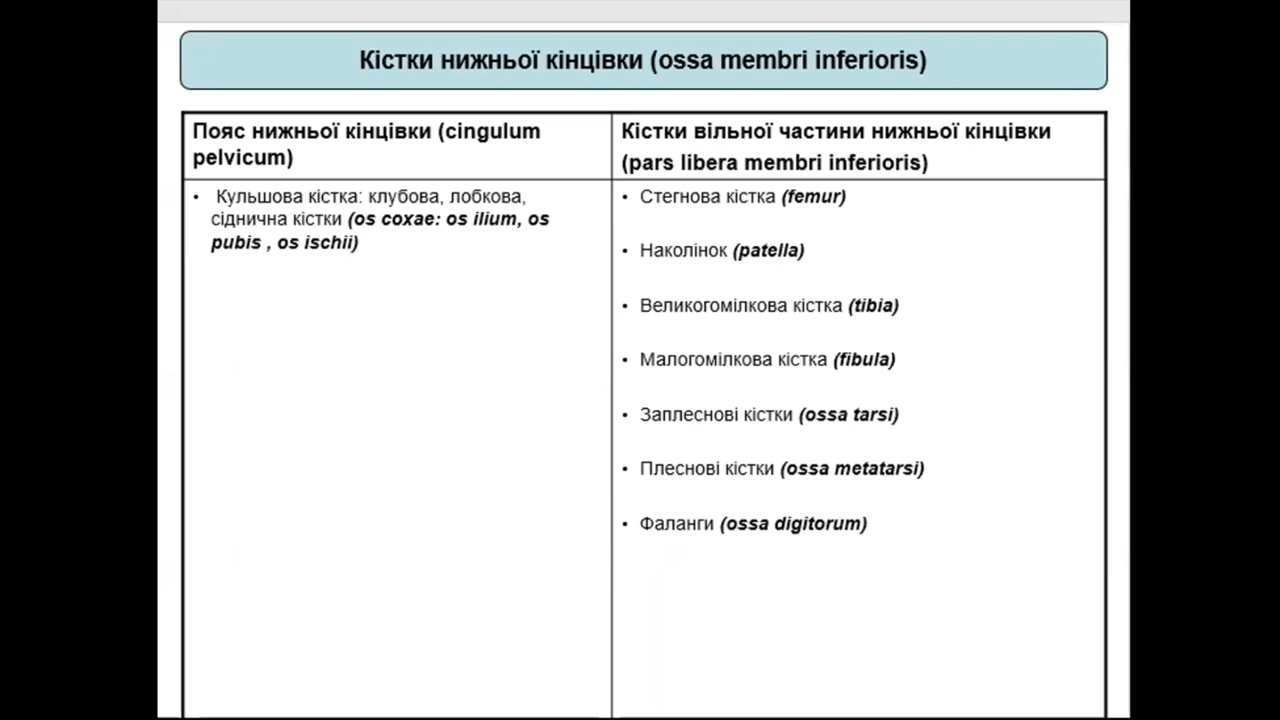 Кістки нижньої кінцівки (ossa membri inferioris)
Пояс нижньої кінцівки (cingulum
pelvicum)
Кістки вільної частини нижньої кінцівки
(pars libera membri inferioris)
• Кульшова кістка: клубова, лобкова,
сіднична кістки (os coxae: os ilium, os
pubis , os ischii)
• Стегнова кістка (femur)
• Наколінок (patella)
• Великогомілкова кістка (tibia)
• Малогомілкова кістка (fibula)
• Заплеснові кістки (ossa tarsi)
• Плеснові кістки (ossa metatarsi)
• Фаланги (ossa digitorum)